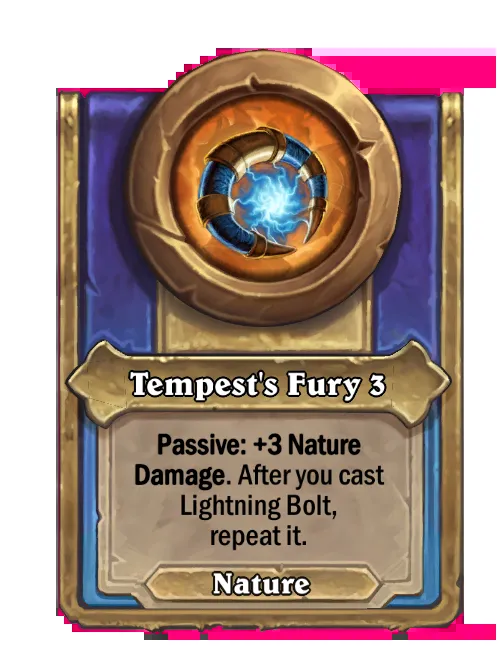 Tempest's Fury 3
Passive: +3 Nature
Damage. After you cast
Lightning Bolt,
repeat it.
Nature